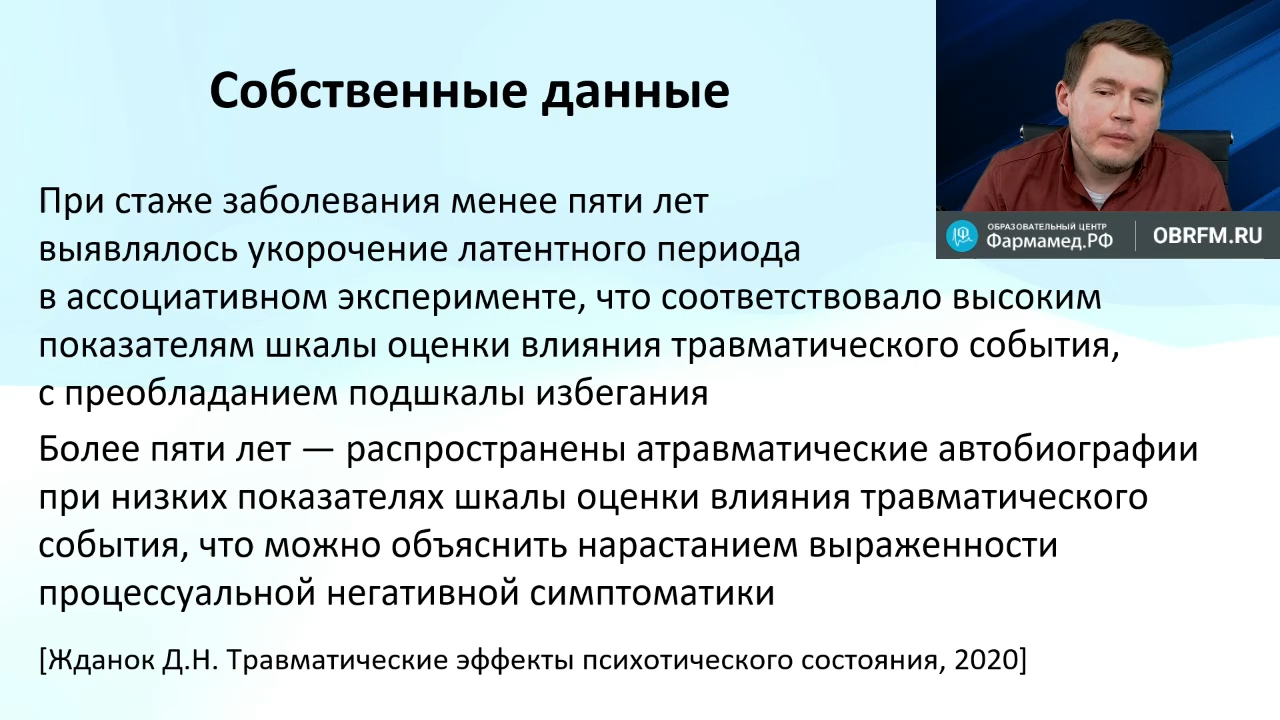 Собственные данные
ОБРАЗОВАТЕЛЬНЫЙ ЦЕНТР
Фармамед.РФ
OBRFM.RU
При стаже заболевания менее пяти лет
выявлялось укорочение латентного периода
в ассоциативном эксперименте, что соответствовало высоким
показателям шкалы оценки влияния травматического события,
с преобладанием подшкалы избегания
Более пяти лет — распространены атравматические автобиографии
при низких показателях шкалы оценки влияния травматического
события, что можно объяснить нарастанием выраженности
процессуальной негативной симптоматики
[Жданок Д.Н. Травматические эффекты психотического состояния, 2020]